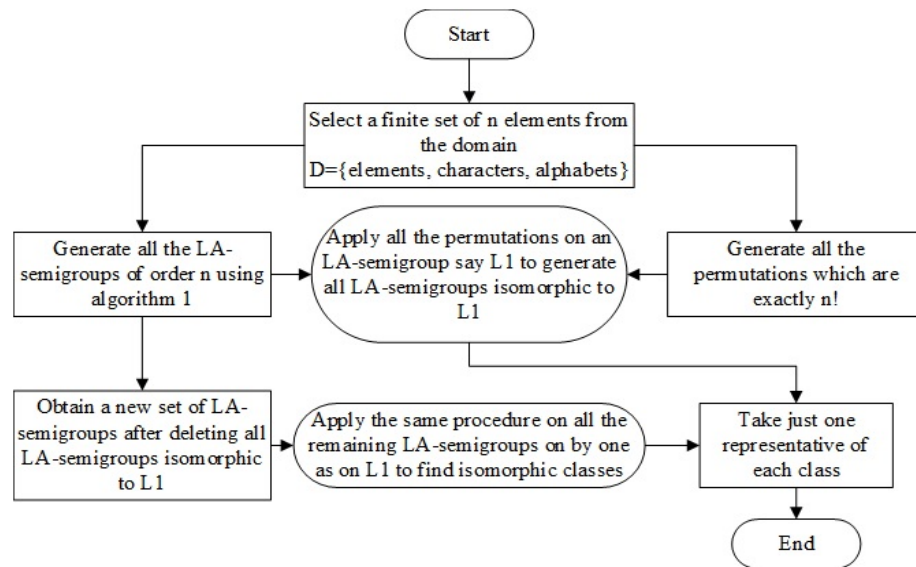 Start
Select a finite set of n elements from
the domain
D={elements, characters, alphabets}
Generate all the LA-
semigroups of order n using
algorithm 1
Apply all the permutations on an
LA-semigroup say L1 to generate
all LA-semigroups isomorphic to
L1
Generate all the
permutations which are
exactly n!
Obtain a new set of LA-
semigroups after deleting all
LA-semigroups isomorphic
to L1
Apply the same procedure on all the
remaining LA-semigroups on by one
as on L1 to find isomorphic classes
Take just one
representative of
each class
End